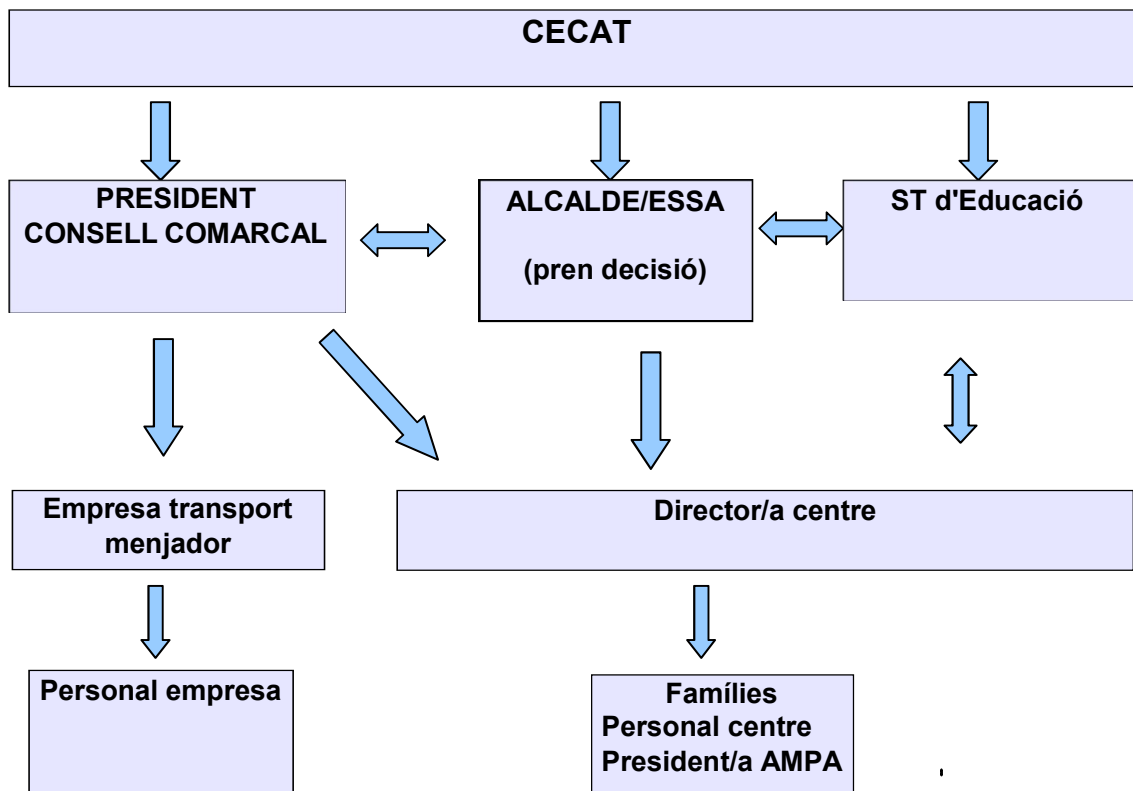 CECAT
PRESIDENT
CONSELL COMARCAL
ALCALDE/ESSA
(pren decisió)
ST d'Educació
Empresa transport
menjador
Director/a centre
Personal empresa
Famílies
Personal centre
President/a AMPA